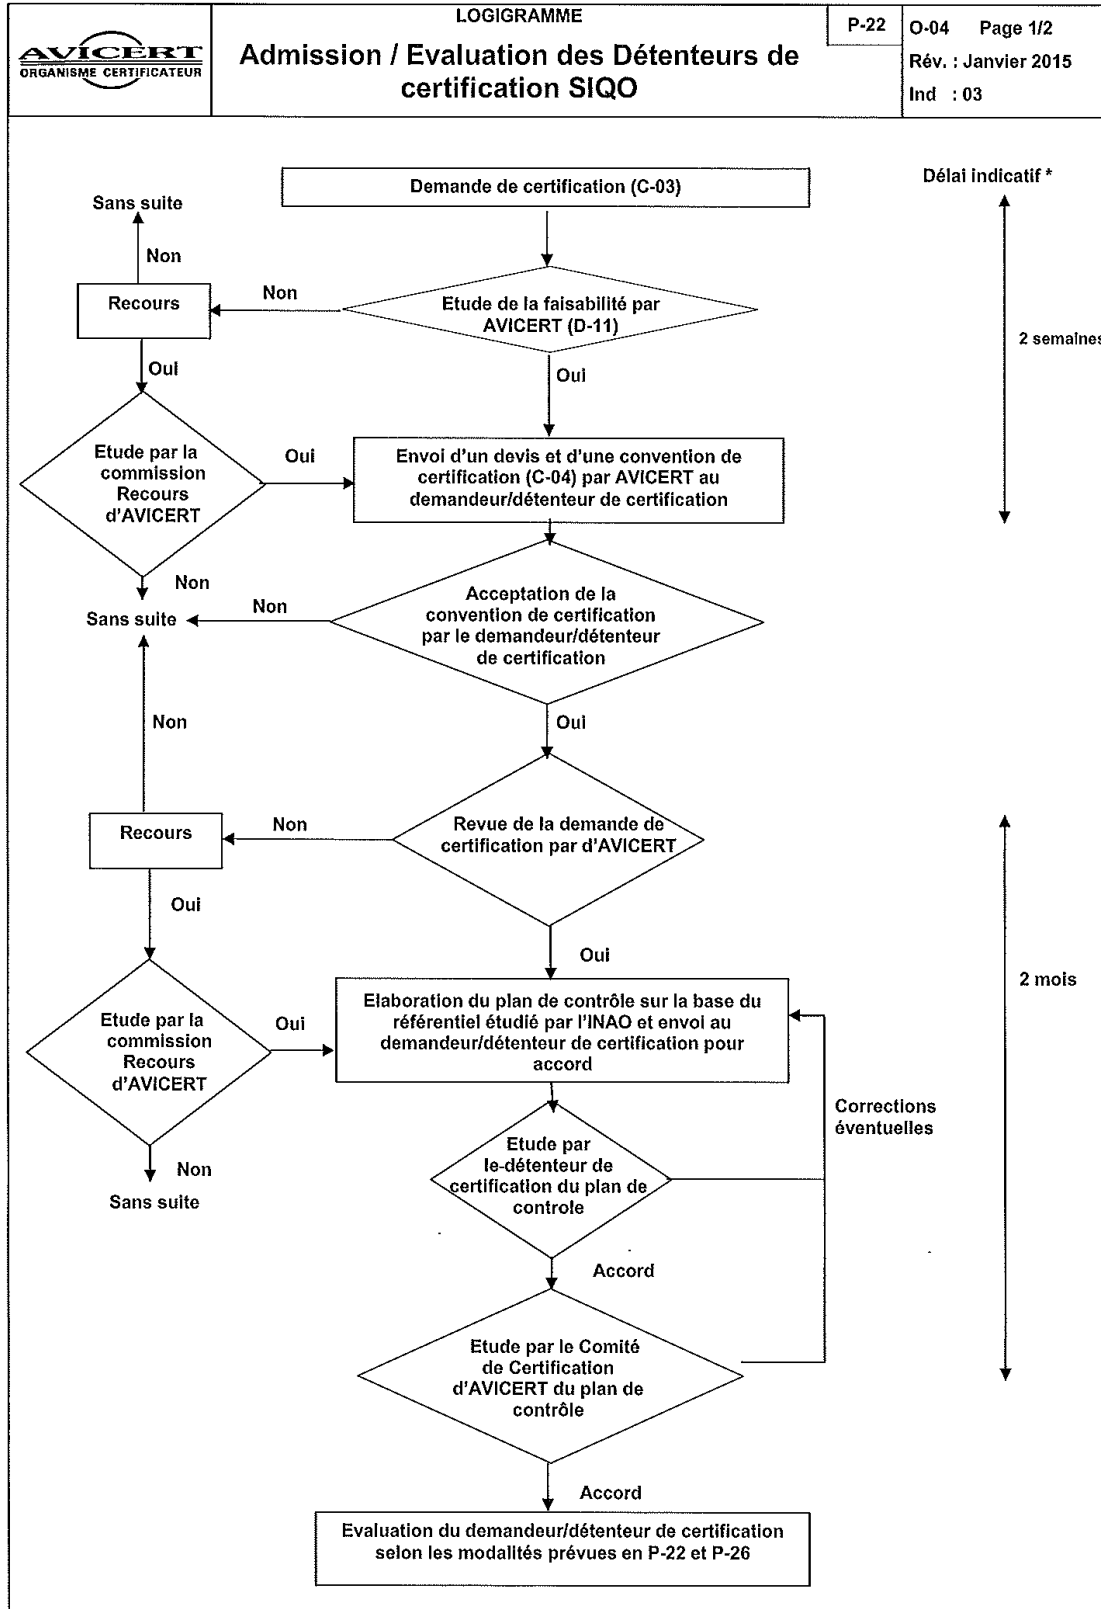 AVICERT
ORGANISME CERTIFICATEUR
LOGIGRAMME
Admission / Evaluation des Détenteurs de
certification SIQO
P-22
O-04 Page 1/2
Rév. : Janvier 2015
Ind : 03
Demande de certification (C-03)
Délai indicatif *
Sans suite
Non
Recours
Non
Etude de la faisabilité par
AVICERT (D-11)
2 semaines
Oui
Oui
Etude par la
commission
Recours
d'AVICERT
Oui
Envoi d'un devis et d'une convention de
certification (C-04) par AVICERT au
demandeur/détenteur de certification
Non
Sans suite
Non
Acceptation de la
convention de certification
par le demandeur/détenteur
de certification
Non
Oui
Recours
Non
Revue de la demande de
certification par d'AVICERT
Oui
Oui
2 mois
Etude par la
commission
Recours
d'AVICERT
Oui
Elaboration du plan de contrôle sur la base du
référentiel étudié par l'INAO et envoi au
demandeur/détenteur de certification pour
accord
Corrections
éventuelles
Non
Sans suite
Etude par
le-détenteur de
certification du plan de
controle
Accord
Etude par le Comité
de Certification
d'AVICERT du plan de
contrôle
Accord
Evaluation du demandeur/détenteur de certification
selon les modalités prévues en P-22 et P-26